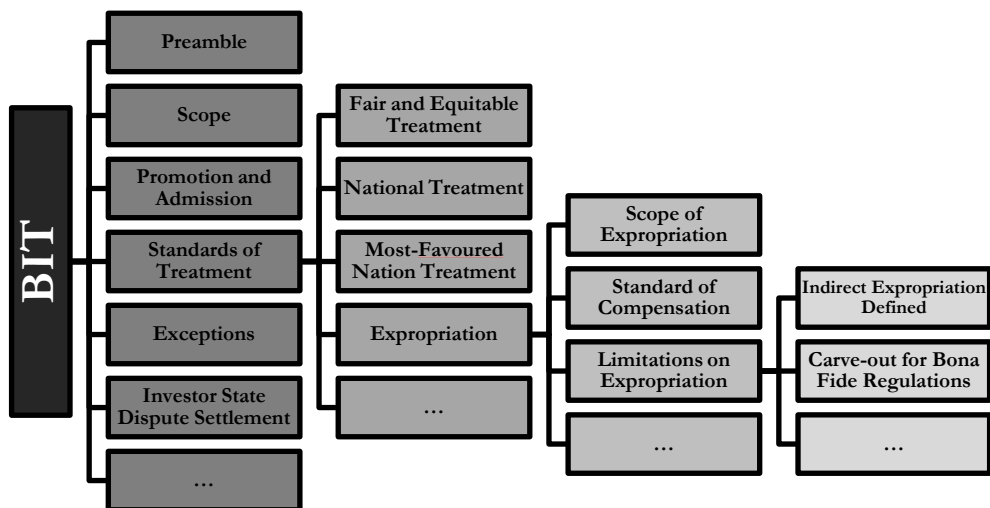 BIT
Preamble
Scope
Promotion and
Admission
Standards of
Treatment
Exceptions
Investor State
Dispute Settlement
…
Fair and Equitable
Treatment
National Treatment
Most-Favoured
Nation Treatment
Expropriation
…
Scope of
Expropriation
Standard of
Compensation
Limitations on
Expropriation
…
Indirect Expropriation
Defined
Carve-out for Bona
Fide Regulations
…